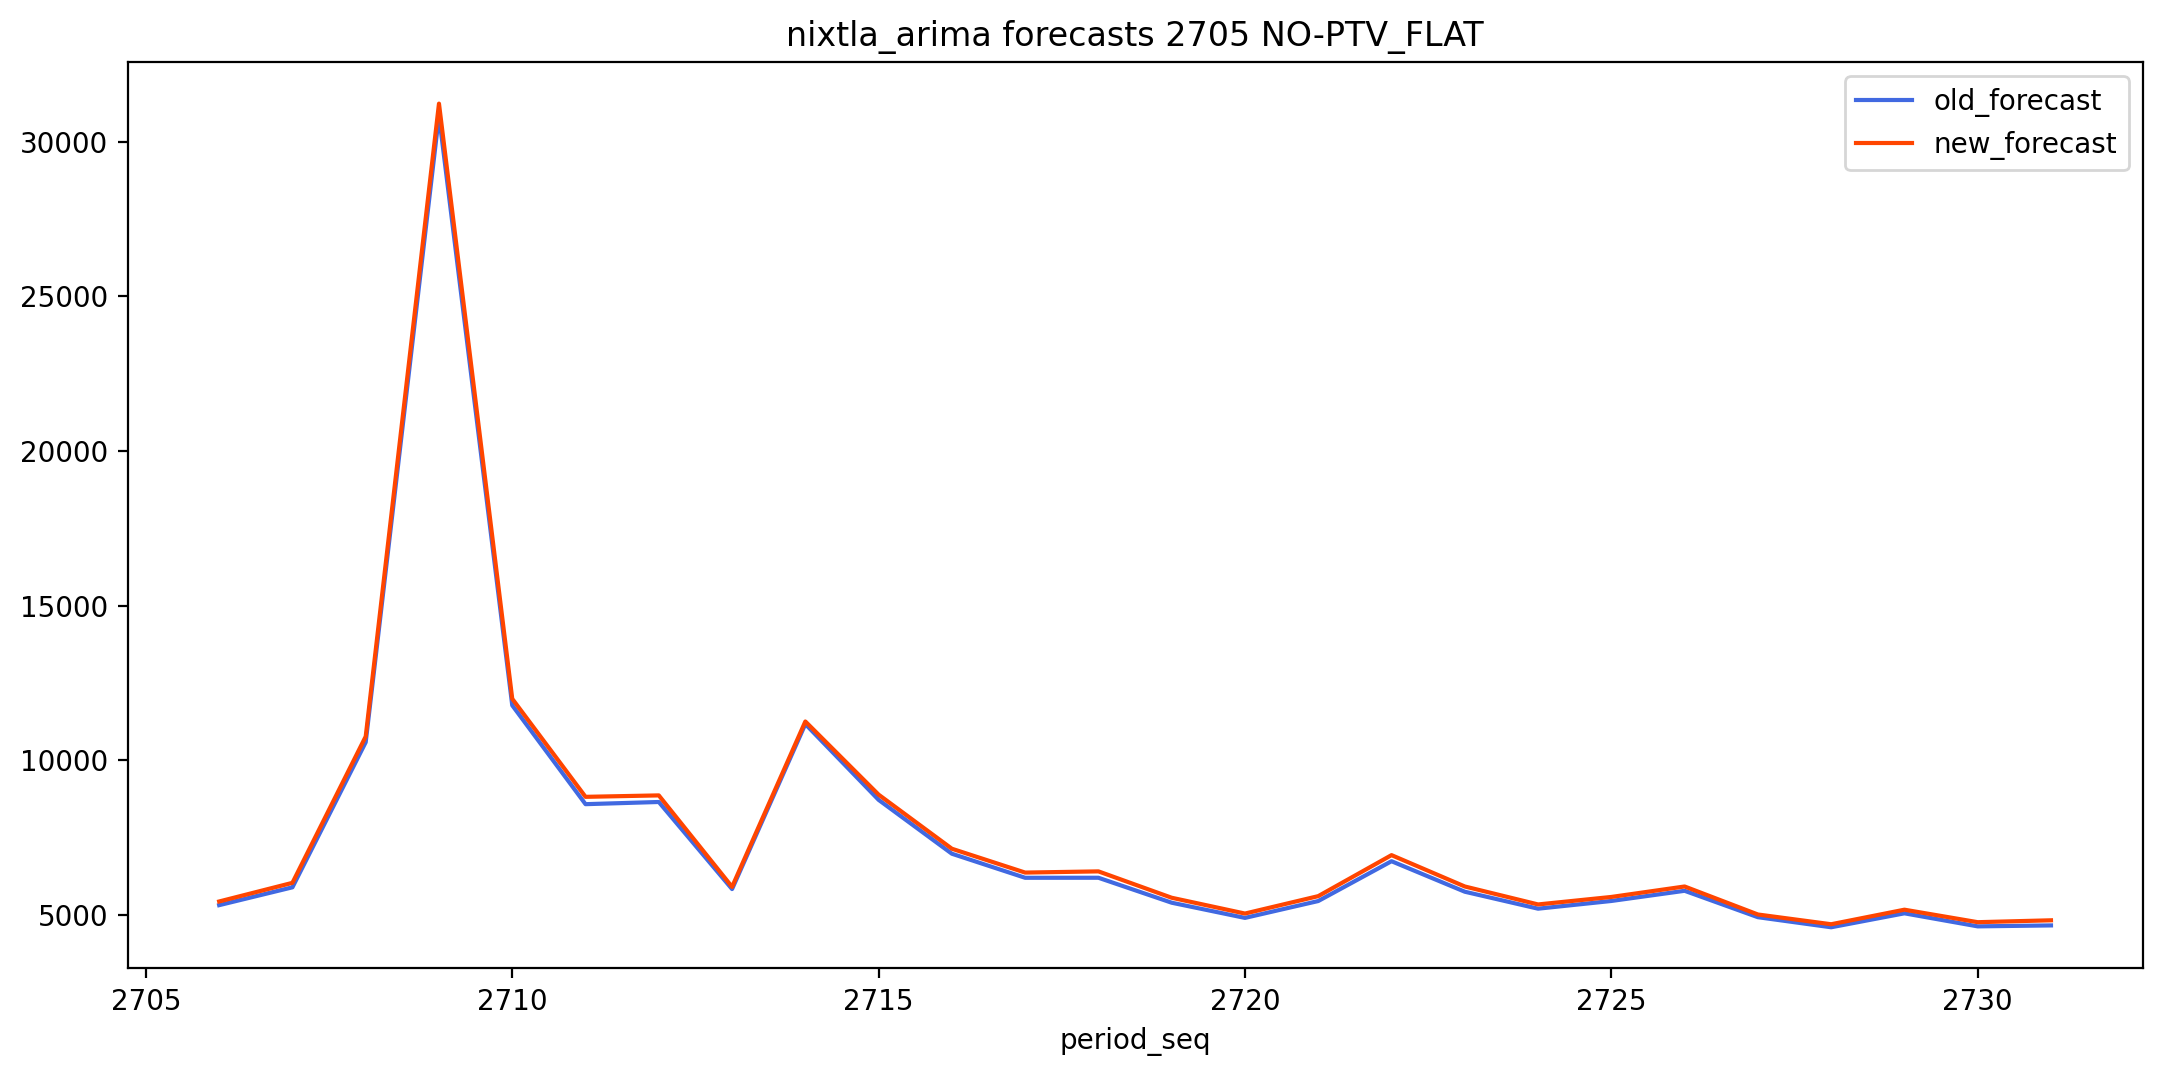 nixtla_arima forecasts 2705 NO-PTV_FLAT
old_forecast
new_forecast
30000
25000
20000
15000
10000
5000
2705 2710 2715 2720 2725 2730
period_seq